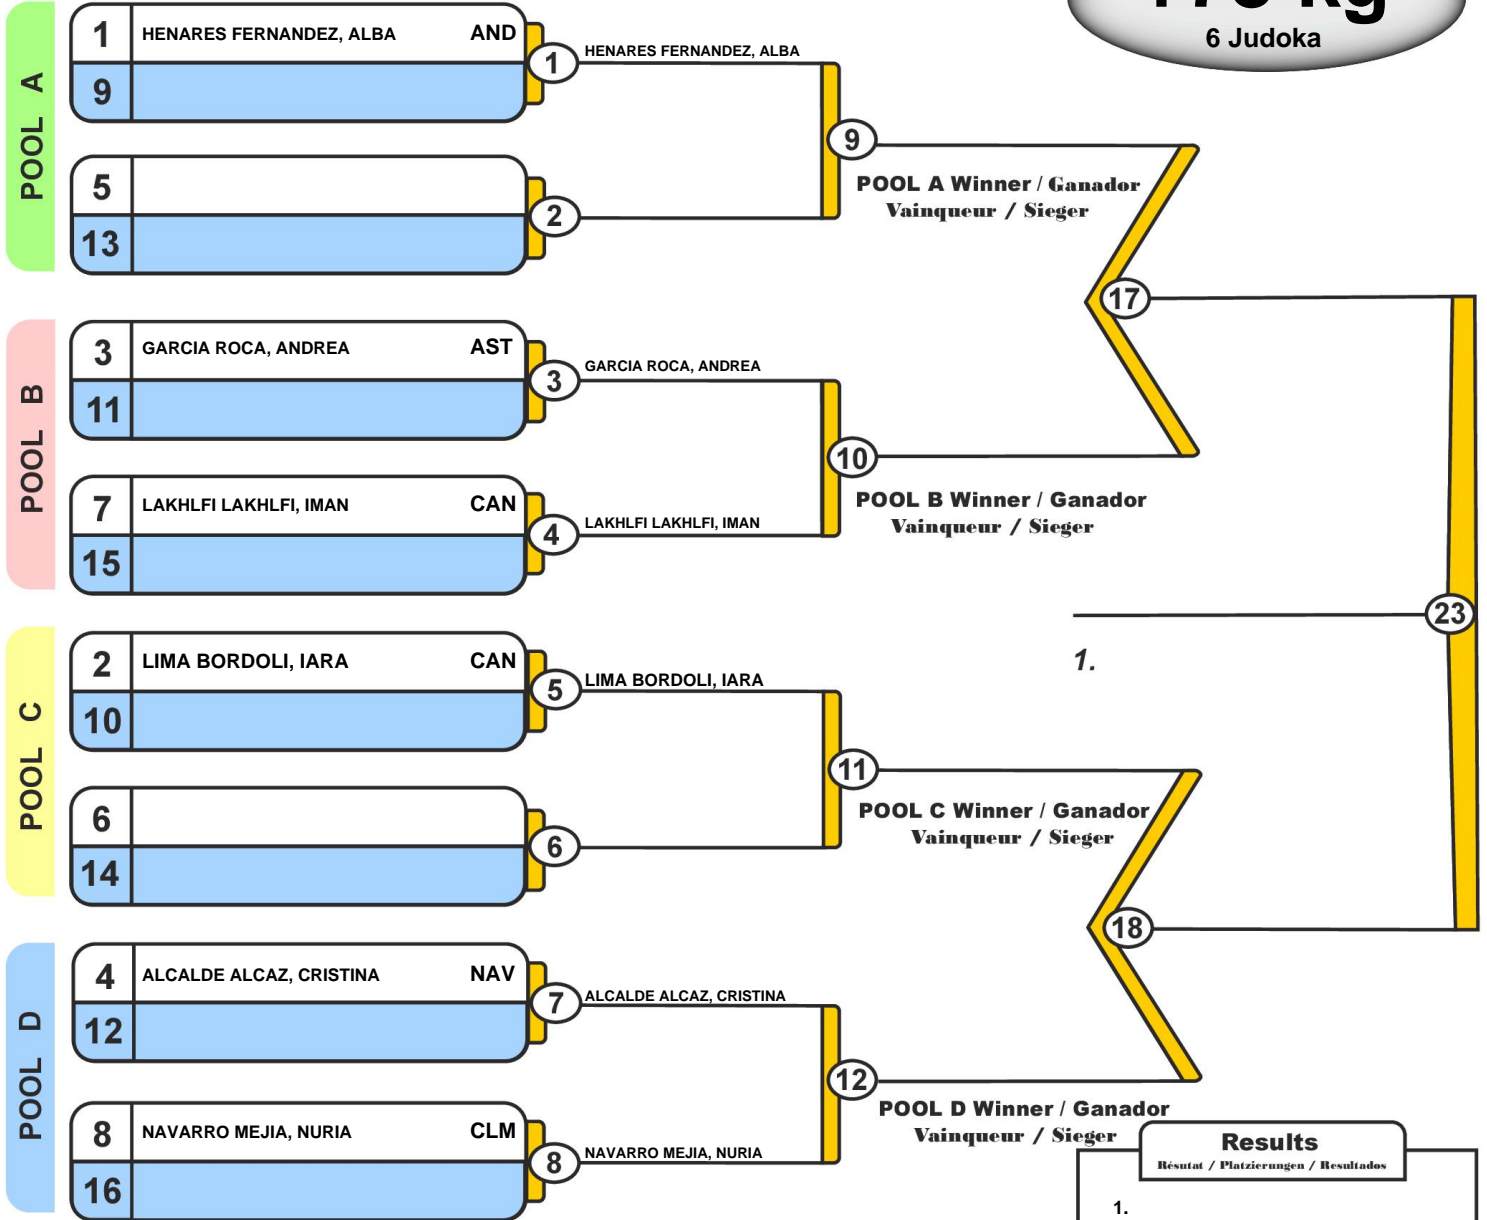 6 Judoka
POOL A
1 HENARES FERNANDEZ, ALBA AND
9
1
HENARES FERNANDEZ, ALBA
5
13
2
9
POOL A Winner / Ganador
Vainqueur / Sieger
17
POOL B
3 GARCIA ROCA, ANDREA AST
11
3
GARCIA ROCA, ANDREA
7 LAKHLFI LAKHLFI, IMAN CAN
15
4
LAKHLFI LAKHLFI, IMAN
10
POOL B Winner / Ganador
Vainqueur / Sieger
23
1.
POOL C
2 LIMA BORDOLI, IARA CAN
10
5
LIMA BORDOLI, IARA
6
14
6
11
POOL C Winner / Ganador
Vainqueur / Sieger
18
POOL D
4 ALCALDE ALCAZ, CRISTINA NAV
12
7
ALCALDE ALCAZ, CRISTINA
8 NAVARRO MEJIA, NURIA CLM
16
8
NAVARRO MEJIA, NURIA
12
POOL D Winner / Ganador
Vainqueur / Sieger
Results
Résutat / Platzierungen / Resultados
1.